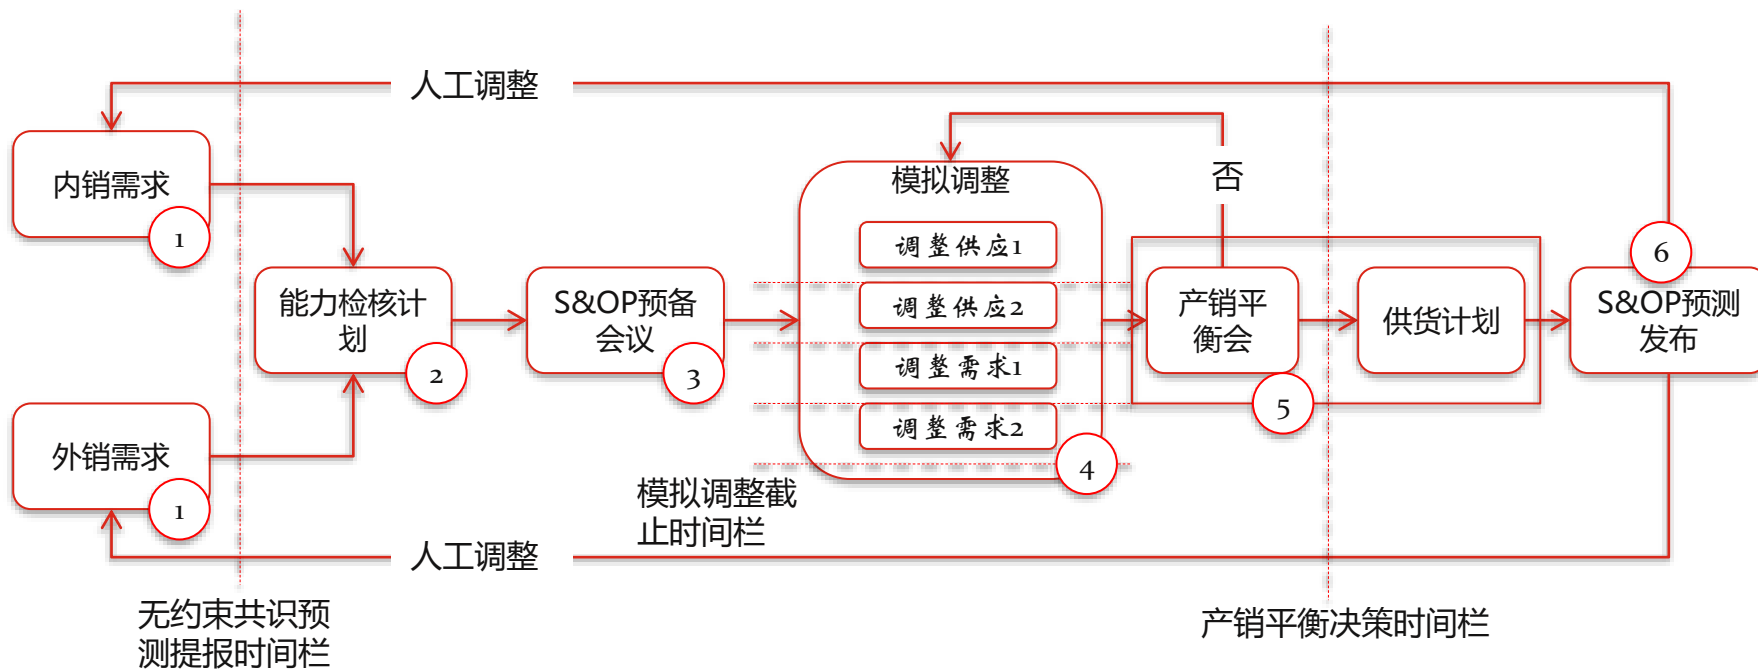 人工调整
内销需求
1
模拟调整
否
调整供应1
调整供应2
调整需求1
调整需求2
4
能力检核计
划
2
S&OP预备
会议
3
产销平
衡会
5
供货计划
6
S&OP预测
发布
外销需求
1
模拟调整截
止时间栏
人工调整
无约束共识预
测提报时间栏
产销平衡决策时间栏